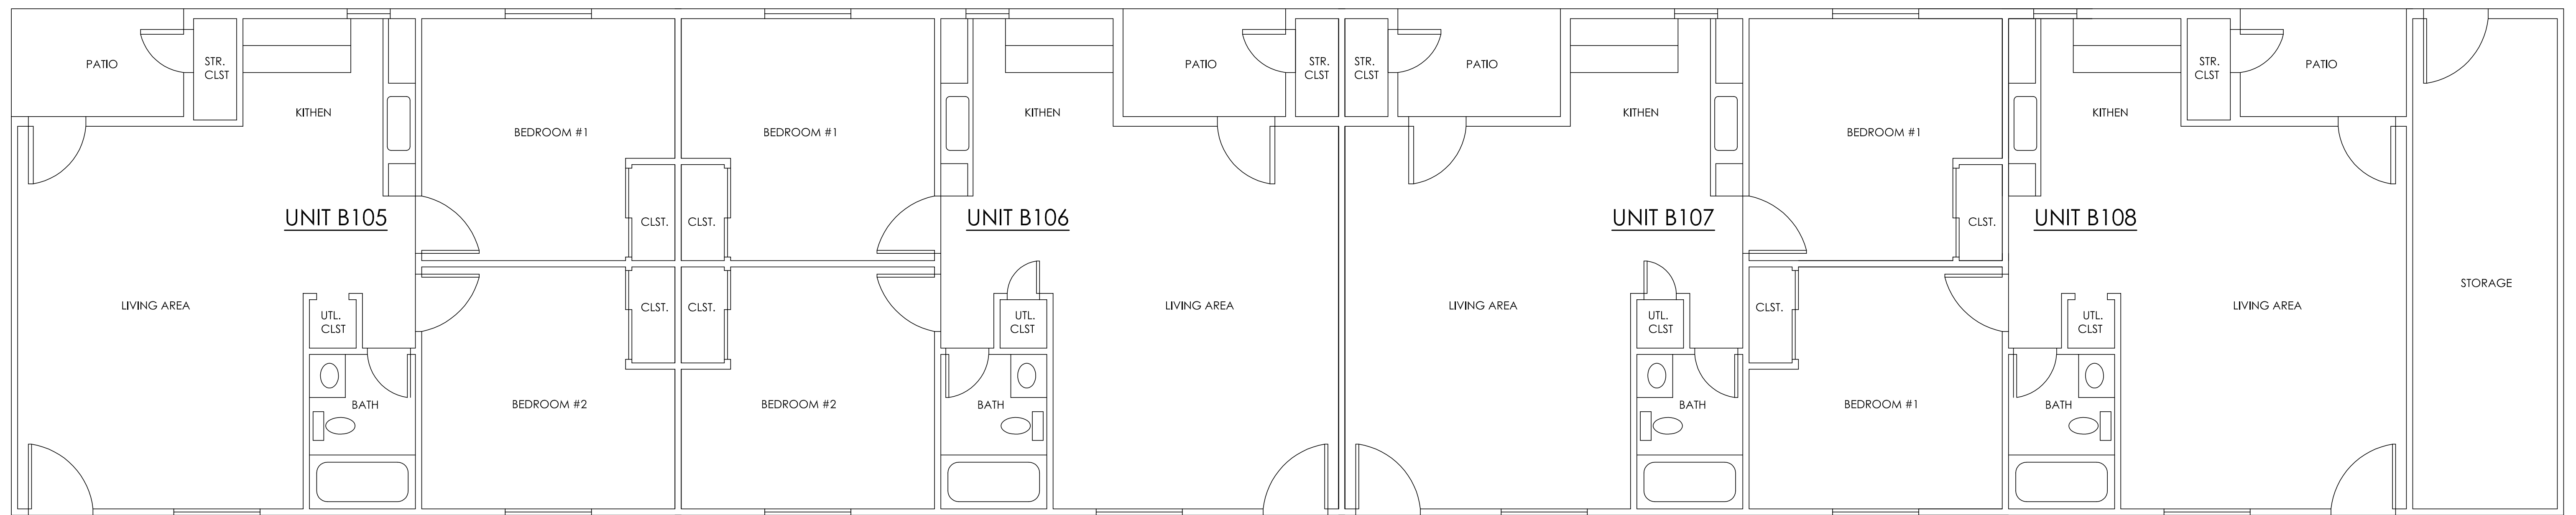 PATIO
STR.
CLST
KITHEN
BEDROOM #1
UNIT B105
CLST.
LIVING AREA
UTL.
CLST
CLST.
BATH
BEDROOM #2
BEDROOM #1
KITHEN
PATIO
STR.
CLST
CLST.
UNIT B106
CLST.
UTL.
CLST
LIVING AREA
BEDROOM #2
BATH
STR.
CLST
PATIO
KITHEN
BEDROOM #1
UNIT B107
CLST.
LIVING AREA
UTL.
CLST
CLST.
BATH
BEDROOM #1
KITHEN
STR.
CLST
PATIO
UNIT B108
UTL.
CLST
LIVING AREA
BATH
STORAGE